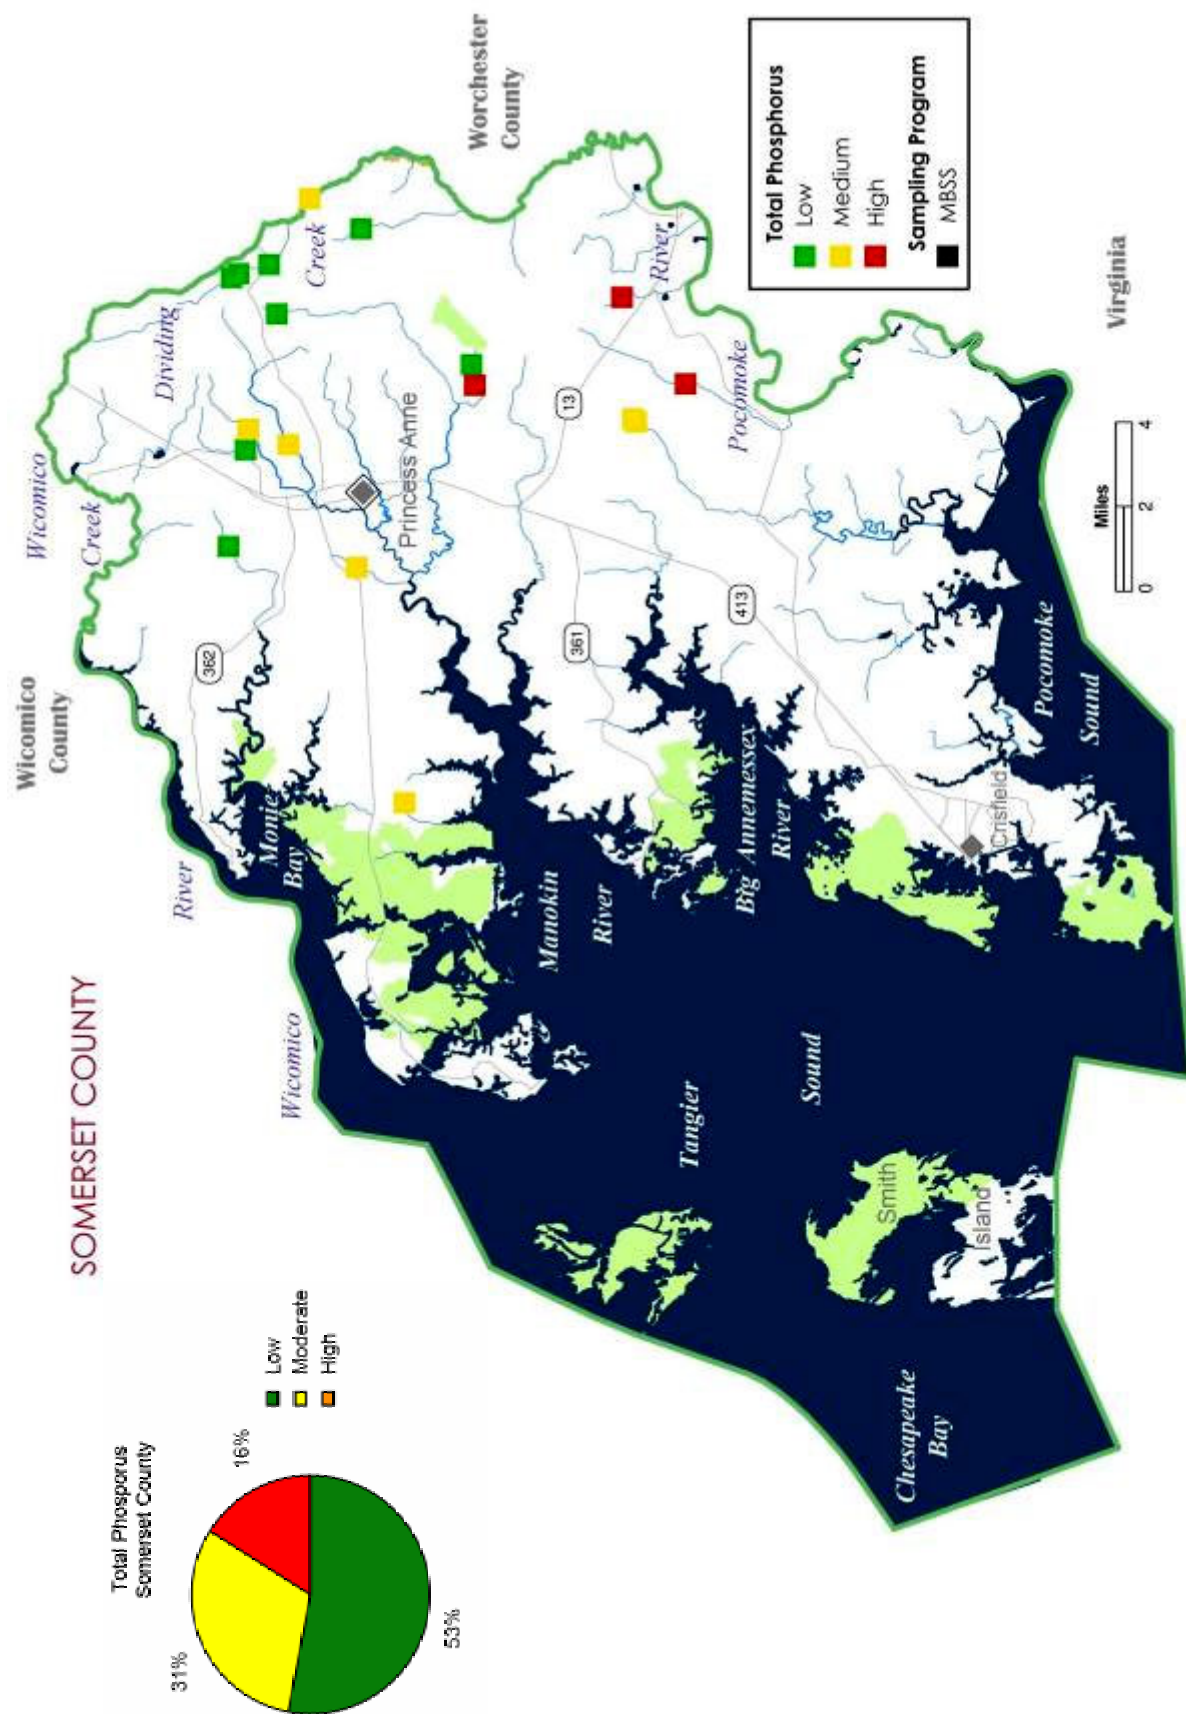 SOMERSET COUNTY
Total Phosporus
Somerset County
16%
31%
53%
Low
Moderate
High
Wicomico
County
Worchester
County
Virginia
Wicomico
Creek
Dividing
Creek
River
Wicomico
Monie
Bay
Manokin
River
Big Annemessex
River
Tangier
Sound
Smith
Island
Chesapeake
Bay
Pocomoke
Sound
Pocomoke
River
Princess Anne
Crisfield
362
13
361
413
Miles
0 2 4
Total Phosphorus
Low
Medium
High
Sampling Program
MBSS